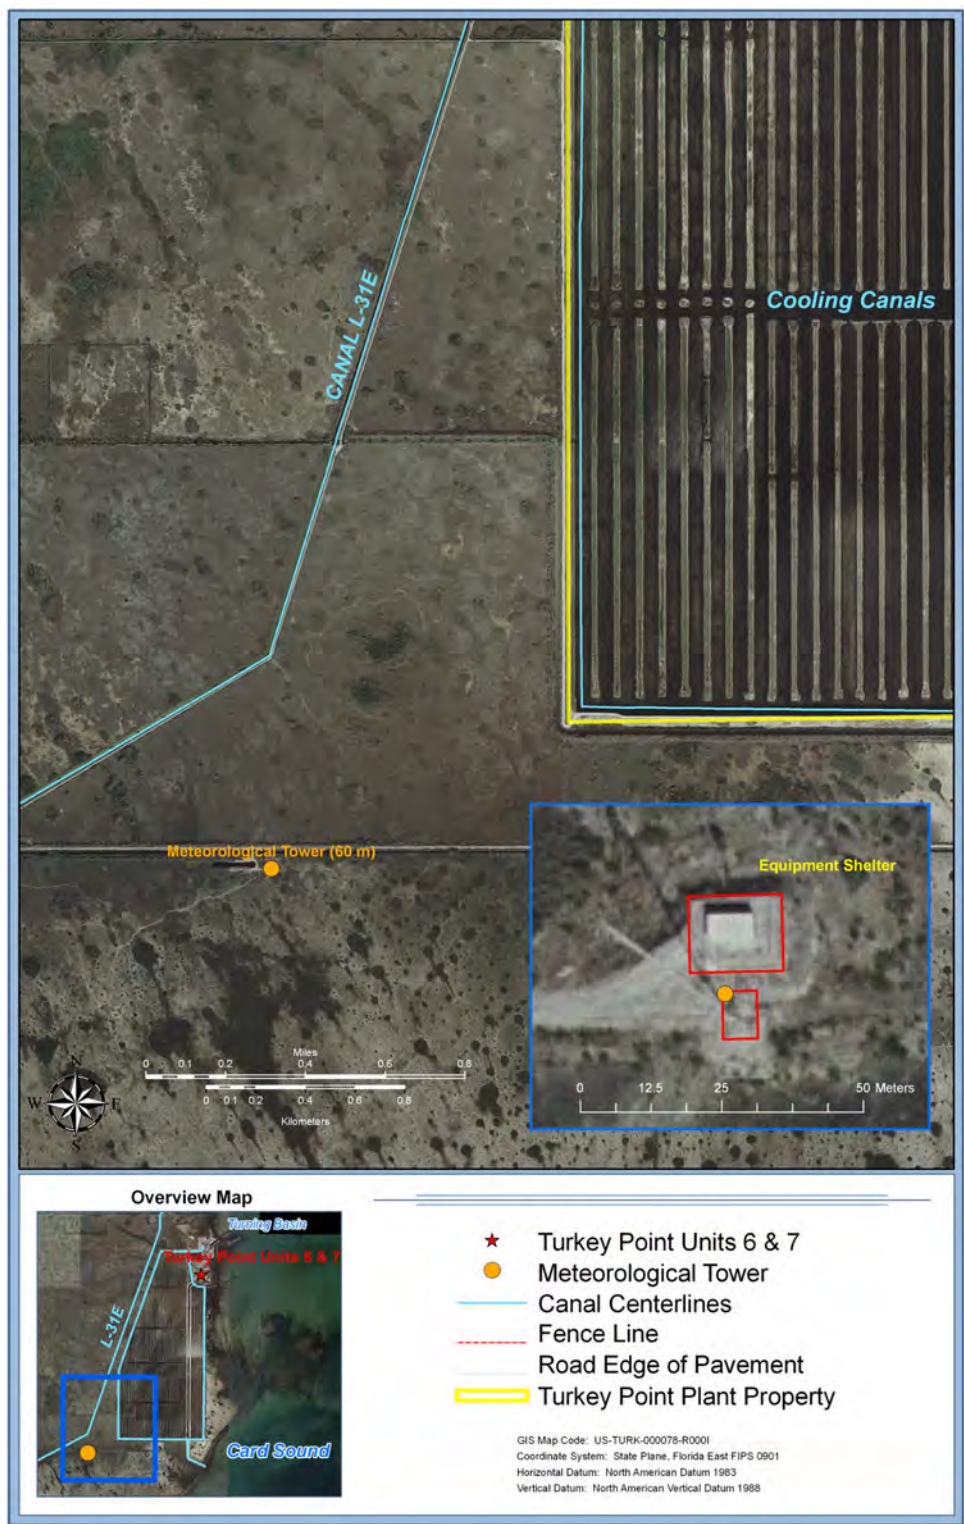 CANAL L-31E
Cooling Canals
Meteorological Tower (60 m)
Equipment Shelter
Miles
0 0.1 0.2 0.4 0.6 0.8
0 0.1 0.2 0.4 0.6 0.8
Kilometers
N
W E
S
0 12.5 25 50 Meters
Overview Map
Turning Basin
Turkey Point Units 6 & 7
L-31E
Card Sound
Turkey Point Units 6 & 7
Meteorological Tower
Canal Centerlines
Fence Line
Road Edge of Pavement
Turkey Point Plant Property
GIS Map Code: US-TURK-000078-R000I
Coordinate System: State Plane, Florida East FIPS 0901
Horizontal Datum: North American Datum 1983
Vertical Datum: North American Vertical Datum 1988